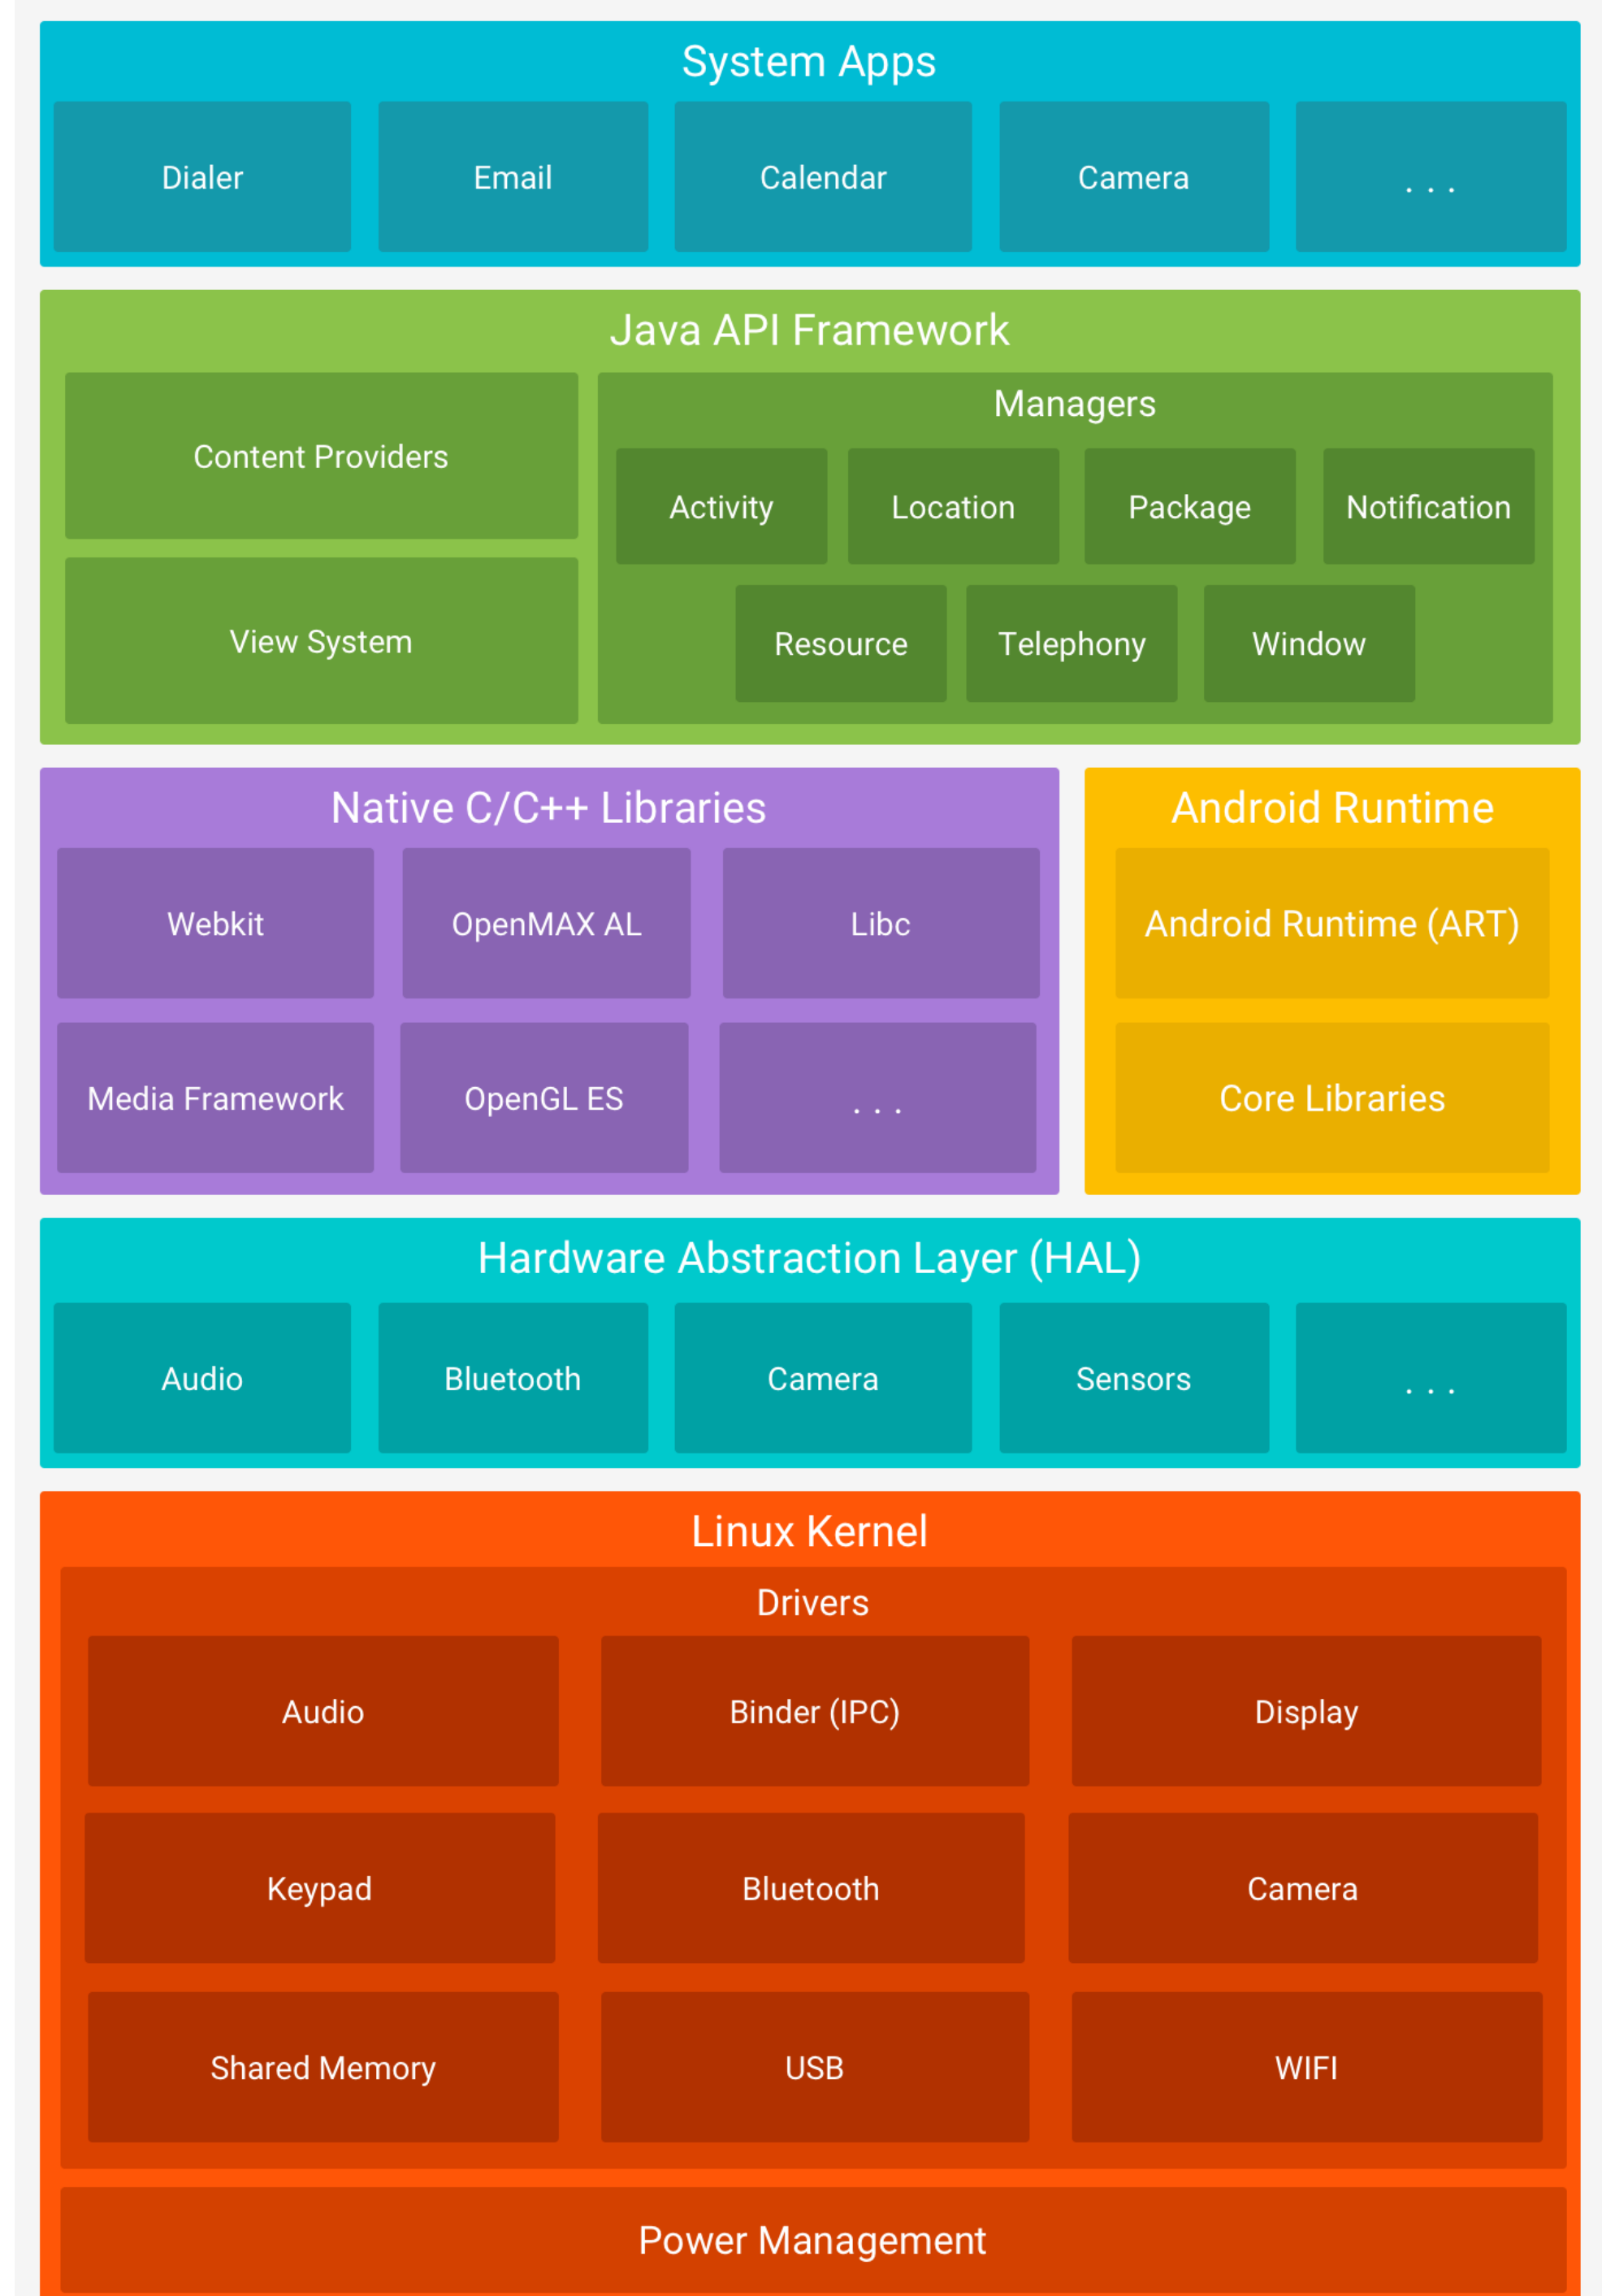 System Apps
Dialer
Email
Calendar
Camera
. . .
Java API Framework
Content Providers
View System
Managers
Activity
Location
Package
Notification
Resource
Telephony
Window
Native C/C++ Libraries
Webkit
OpenMAX AL
Libc
Media Framework
OpenGL ES
. . .
Android Runtime
Android Runtime (ART)
Core Libraries
Hardware Abstraction Layer (HAL)
Audio
Bluetooth
Camera
Sensors
. . .
Linux Kernel
Drivers
Audio
Binder (IPC)
Display
Keypad
Bluetooth
Camera
Shared Memory
USB
WIFI
Power Management